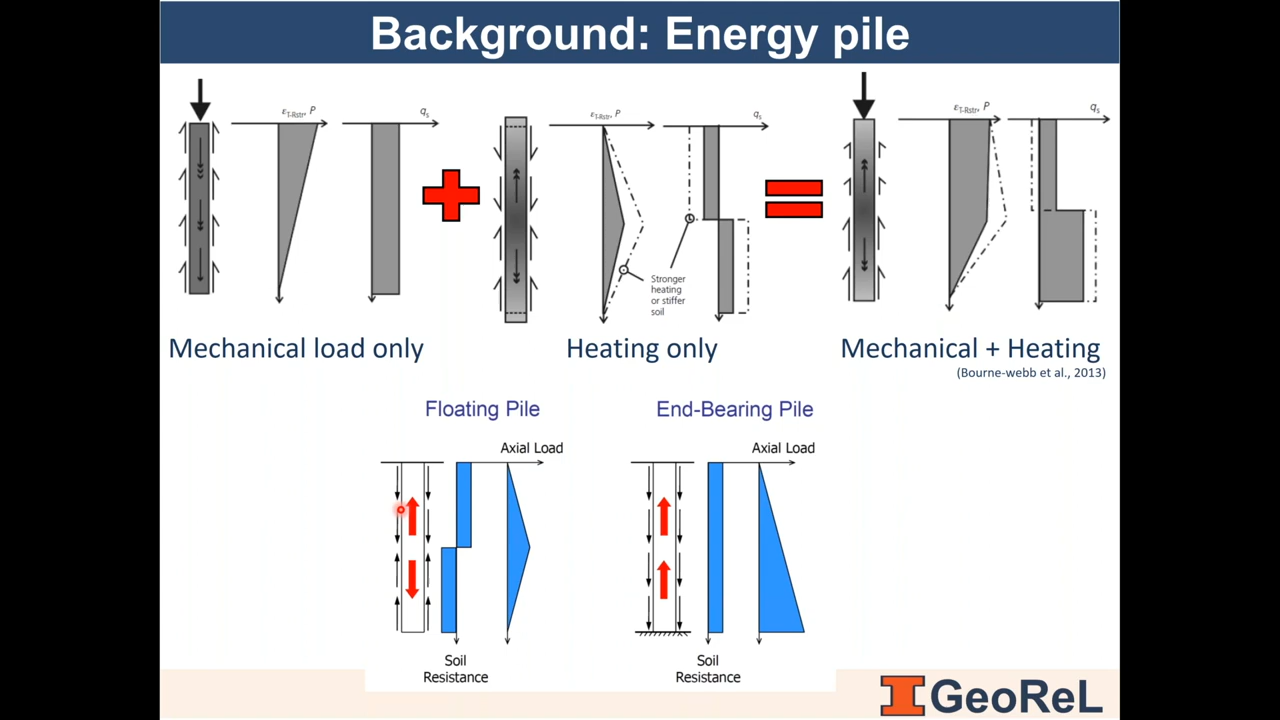 Background: Energy pile
εT-Rstr, P
qs
εT-Rstr, P
qs
εT-Rstr, P
qs
Stronger
heating
or stiffer
soil
Mechanical load only
Heating only
Mechanical + Heating
(Bourne-webb et al., 2013)
Floating Pile
End-Bearing Pile
Axial Load
Axial Load
Soil
Resistance
Soil
Resistance
I GeoReL